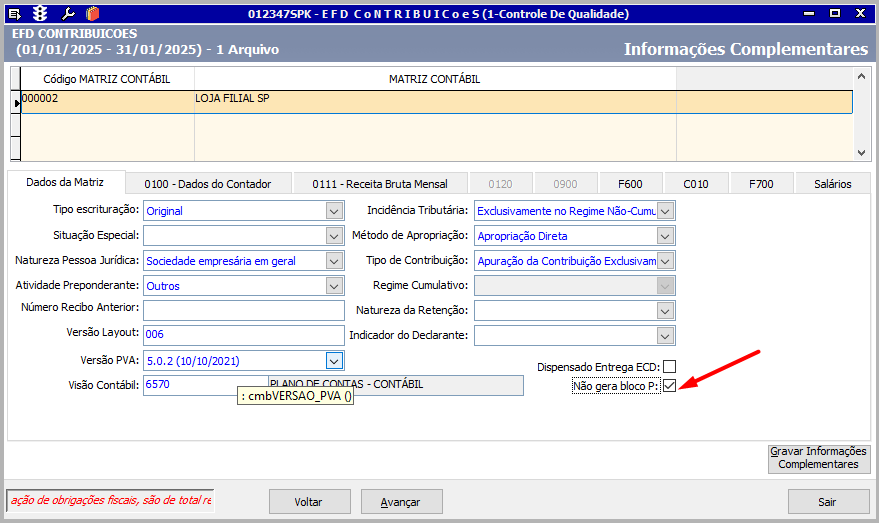 012347SPK - E F D C o N T R I B U I C o e S (1-Controle De Qualidade)
EFD CONTRIBUICOES
(01/01/2025 - 31/01/2025) - 1 Arquivo
Informações Complementares
Código MATRIZ CONTÁBIL MATRIZ CONTÁBIL
000002 LOJA FILIAL SP
Dados da Matriz 0100 - Dados do Contador 0111 - Receita Bruta Mensal 0120 0900 F600 C010 F700 Salários
Tipo escrituração: Original Incidência Tributária: Exclusivamente no Regime Não-Cumu
Situação Especial: Método de Apropriação: Apropriação Direta
Natureza Pessoa Jurídica: Sociedade empresária em geral Tipo de Contribuição: Apuração da Contribuição Exclusivam
Atividade Preponderante: Outros Regime Cumulativo:
Número Recibo Anterior: Natureza da Retenção:
Versão Layout: 006 Indicador do Declarante:
Versão PVA: 5.0.2 (10/10/2021) Dispensado Entrega ECD:
Visão Contábil: 6570 PLANO DE CONTAS - CONTÁBIL Não gera bloco P:
: cmbVERSAO_PVA ()
Gravar Informações
Complementares
ação de obrigações fiscais, são de total re Voltar Avançar Sair